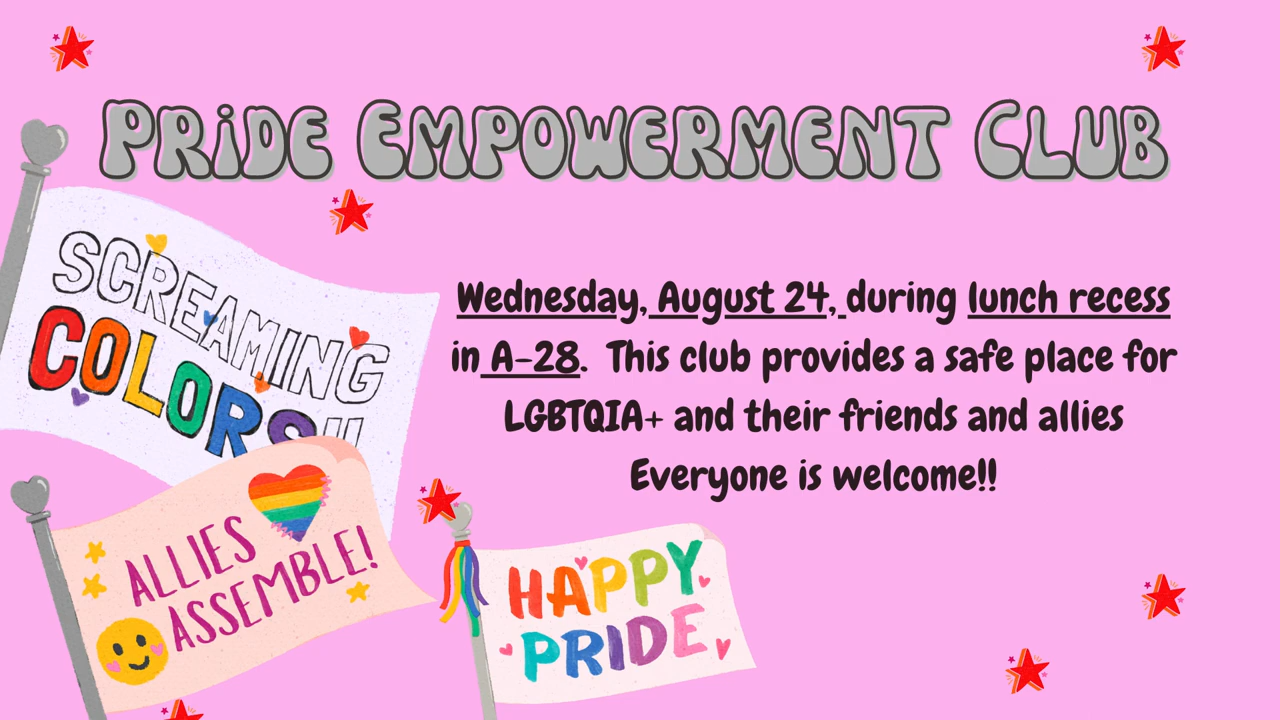 PRiDE EMPOWERMENT CLUB
SCREAMING
COLORS!!
Wednesday, August 24, during lunch recess
in A-28. This club provides a safe place for
LGBTQIA+ and their friends and allies
Everyone is welcome!!
ALLIES
ASSEMBLE!
HAPPY
PRIDE